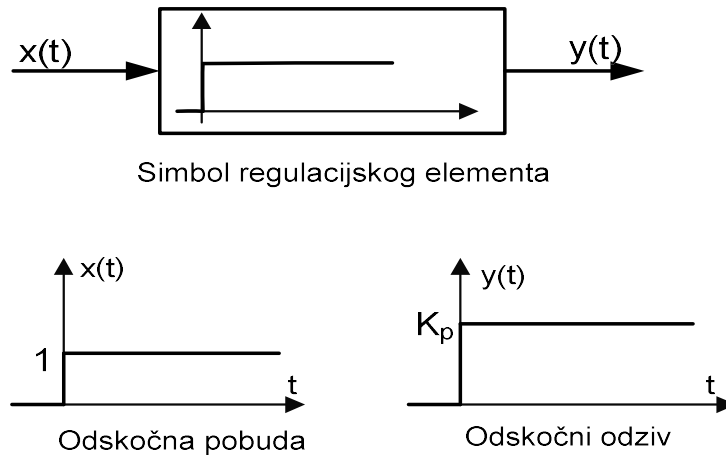 x(t)
y(t)
Simbol regulacijskog elementa
x(t)
1
t
Odskočna pobuda
y(t)
Kp
t
Odskočni odziv